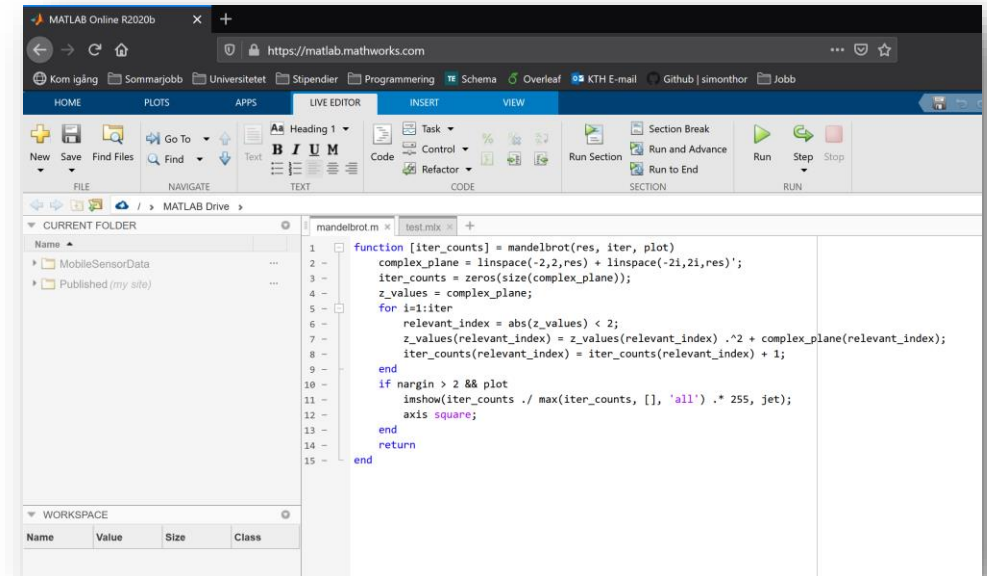 MATLAB Online R2020b
https://matlab.mathworks.com
Kom igång Sommarjobb Universitetet Stipendier Programmering TE Schema Overleaf KTH E-mail Github | simonthor Jobb
HOME PLOTS APPS LIVE EDITOR INSERT VIEW
New Save Find Files Go To Find Text Aa Heading 1 B I U M Code Task Control Refactor Run Section Section Break Run and Advance Run to End Run Step Stop
FILE NAVIGATE TEXT CODE SECTION RUN
/ > MATLAB Drive >
CURRENT FOLDER
Name
MobileSensorData
Published (my site)
mandelbrot.m × test.mlx × +
1 function [iter_counts] = mandelbrot(res, iter, plot)
2 - complex_plane = linspace(-2,2,res) + linspace(-2i,2i,res)';
3 - iter_counts = zeros(size(complex_plane));
4 - z_values = complex_plane;
5 - for i=1:iter
6 - relevant_index = abs(z_values) < 2;
7 - z_values(relevant_index) = z_values(relevant_index) .^2 + complex_plane(relevant_index);
8 - iter_counts(relevant_index) = iter_counts(relevant_index) + 1;
9 - end
10 - if nargin > 2 && plot
11 - imshow(iter_counts ./ max(iter_counts, [], 'all') .* 255, jet);
12 - axis square;
13 - end
14 - return
15 - end
WORKSPACE
Name Value Size Class